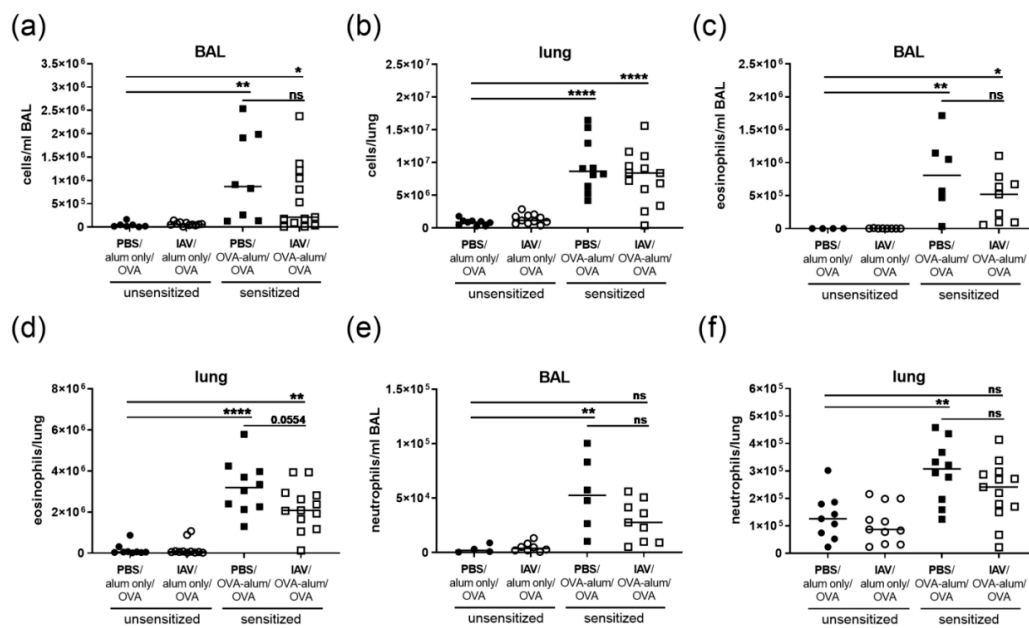 (a)
BAL
cells/ml BAL
3.5×10⁶
3×10⁶
2.5×10⁶
2×10⁶
1.5×10⁶
1×10⁶
5×10⁵
0
*
**
ns
PBS/ IAV/ PBS/ IAV/
alum only/ alum only/ OVA-alum/ OVA-alum/
OVA OVA OVA OVA
unsensitized sensitized
(b)
lung
cells/lung
2×10⁷
1.5×10⁷
1×10⁷
5×10⁶
0
****
****
PBS/ IAV/ PBS/ IAV/
alum only/ alum only/ OVA-alum/ OVA-alum/
OVA OVA OVA OVA
unsensitized sensitized
(c)
BAL
eosinophils/ml BAL
2×10⁶
1.5×10⁶
1×10⁶
5×10⁵
0
*
**
ns
PBS/ IAV/ PBS/ IAV/
alum only/ alum only/ OVA-alum/ OVA-alum/
OVA OVA OVA OVA
unsensitized sensitized
(d)
lung
eosinophils/lung
8×10⁶
6×10⁶
4×10⁶
2×10⁶
0
**
****
0.0554
PBS/ IAV/ PBS/ IAV/
alum only/ alum only/ OVA-alum/ OVA-alum/
OVA OVA OVA OVA
unsensitized sensitized
(e)
BAL
neutrophils/ml BAL
1.5×10⁵
1×10⁵
5×10⁴
0
ns
**
ns
PBS/ IAV/ PBS/ IAV/
alum only/ alum only/ OVA-alum/ OVA-alum/
OVA OVA OVA OVA
unsensitized sensitized
(f)
lung
neutrophils/lung
6×10⁵
5×10⁵
4×10⁵
3×10⁵
2×10⁵
1×10⁵
0
ns
**
ns
PBS/ IAV/ PBS/ IAV/
alum only/ alum only/ OVA-alum/ OVA-alum/
OVA OVA OVA OVA
unsensitized sensitized